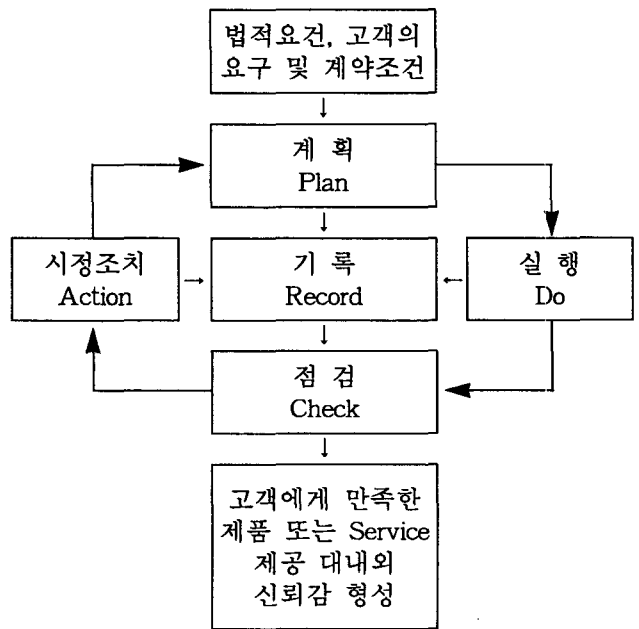 법적요건, 고객의
요구 및 계약조건
계 획
Plan
시정조치
Action
기 록
Record
실 행
Do
점 검
Check
고객에게 만족한
제품 또는 Service
제공 대내외
신뢰감 형성